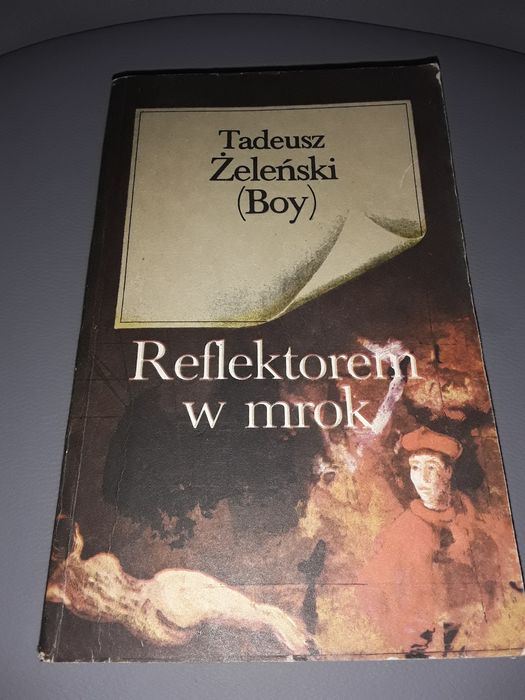 Tadeusz
Żeleński
(Boy)
Reflektorem
w mrok